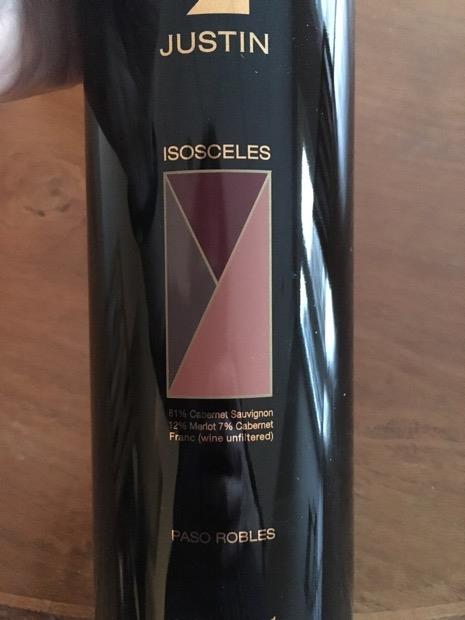 JUSTIN
ISOSCELES
81% Cabernet Sauvignon
12% Merlot 7% Cabernet
Franc (wine unfiltered)
PASO ROBLES